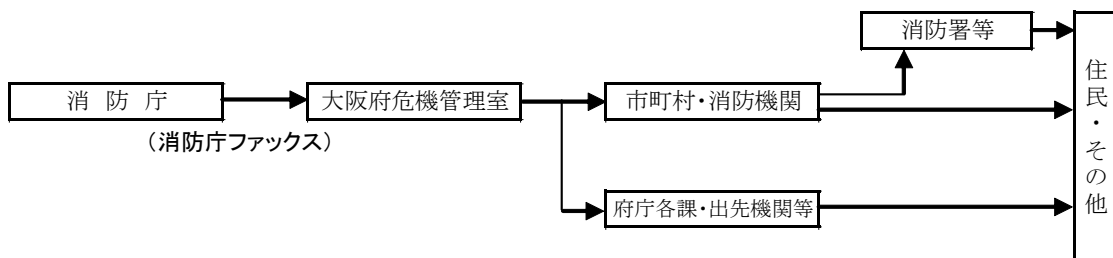 消防署等
消 防 庁
大阪府危機管理室
市町村・消防機関
(消防庁ファックス)
府庁各課・出先機関等
住民・その他